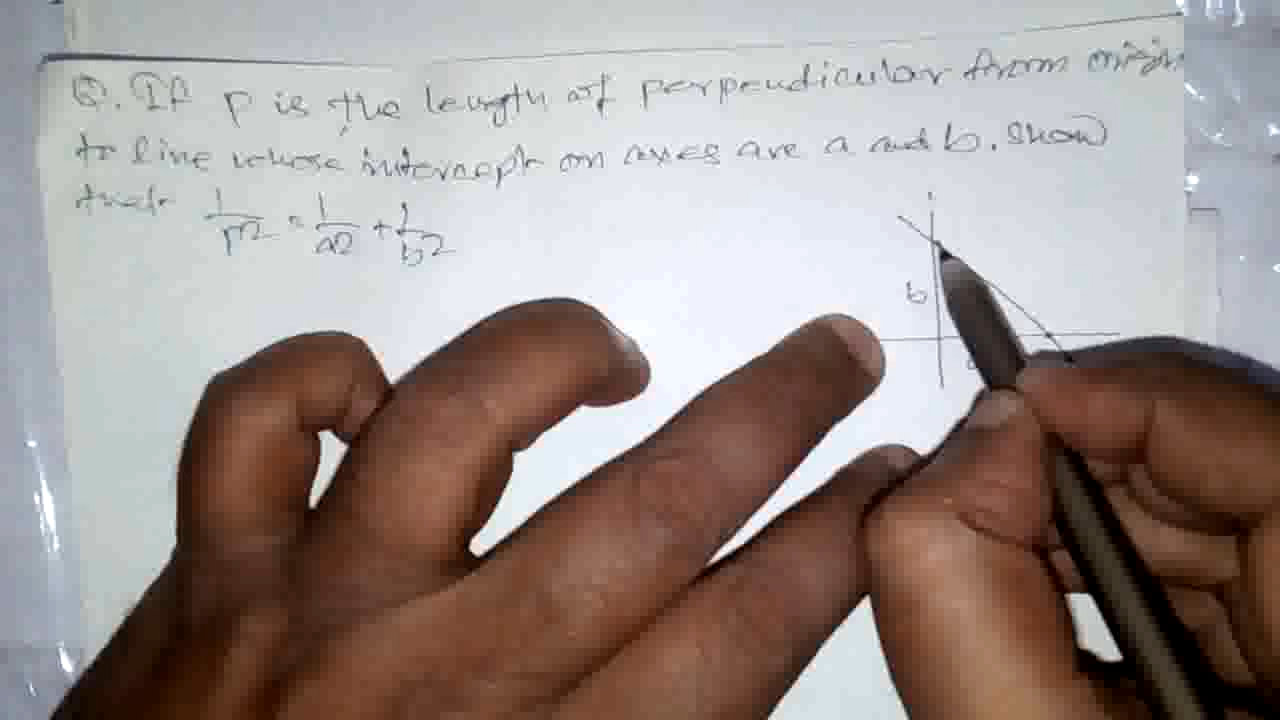 Q. If P is the length of perpendicular from origin
to line whose intercept on axes are a and b. show
that 1/p2 = 1/a2 + 1/b2
b